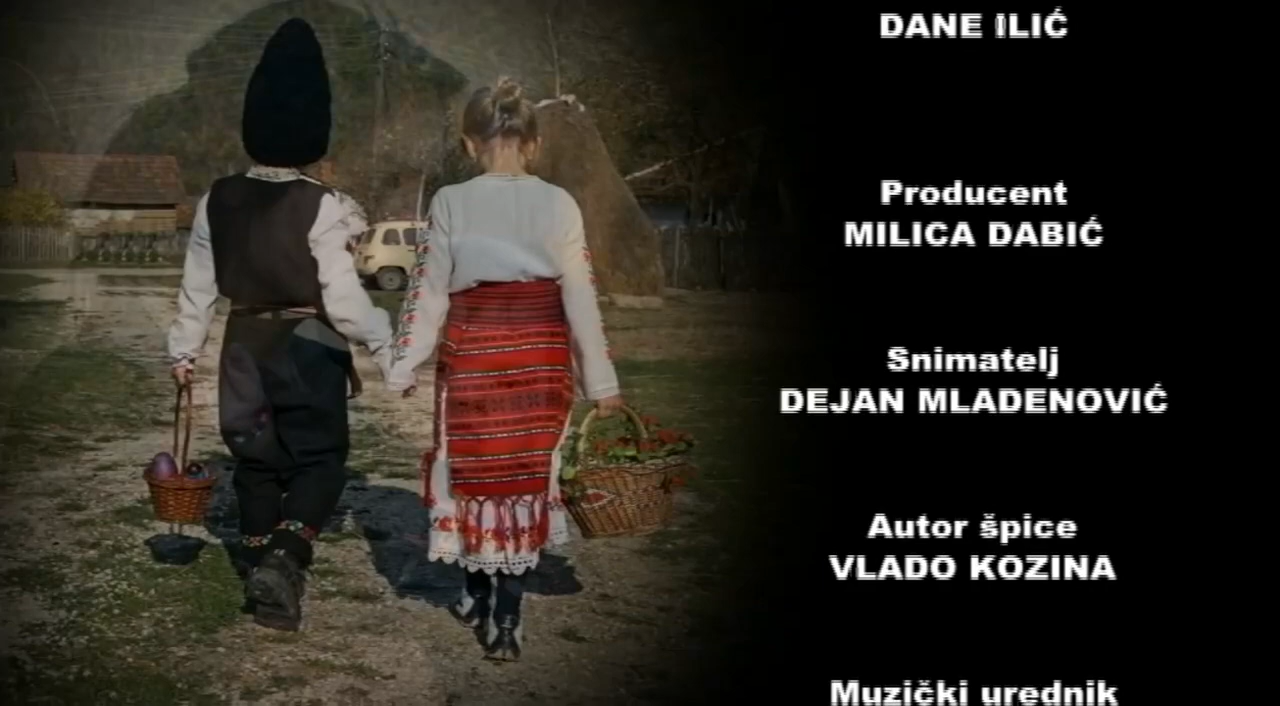 DANE ILIĆ
Producent
MILICA DABIĆ
Snimatelj
DEJAN MLADENOVIĆ
Autor špice
VLADO KOZINA
Muzički urednik